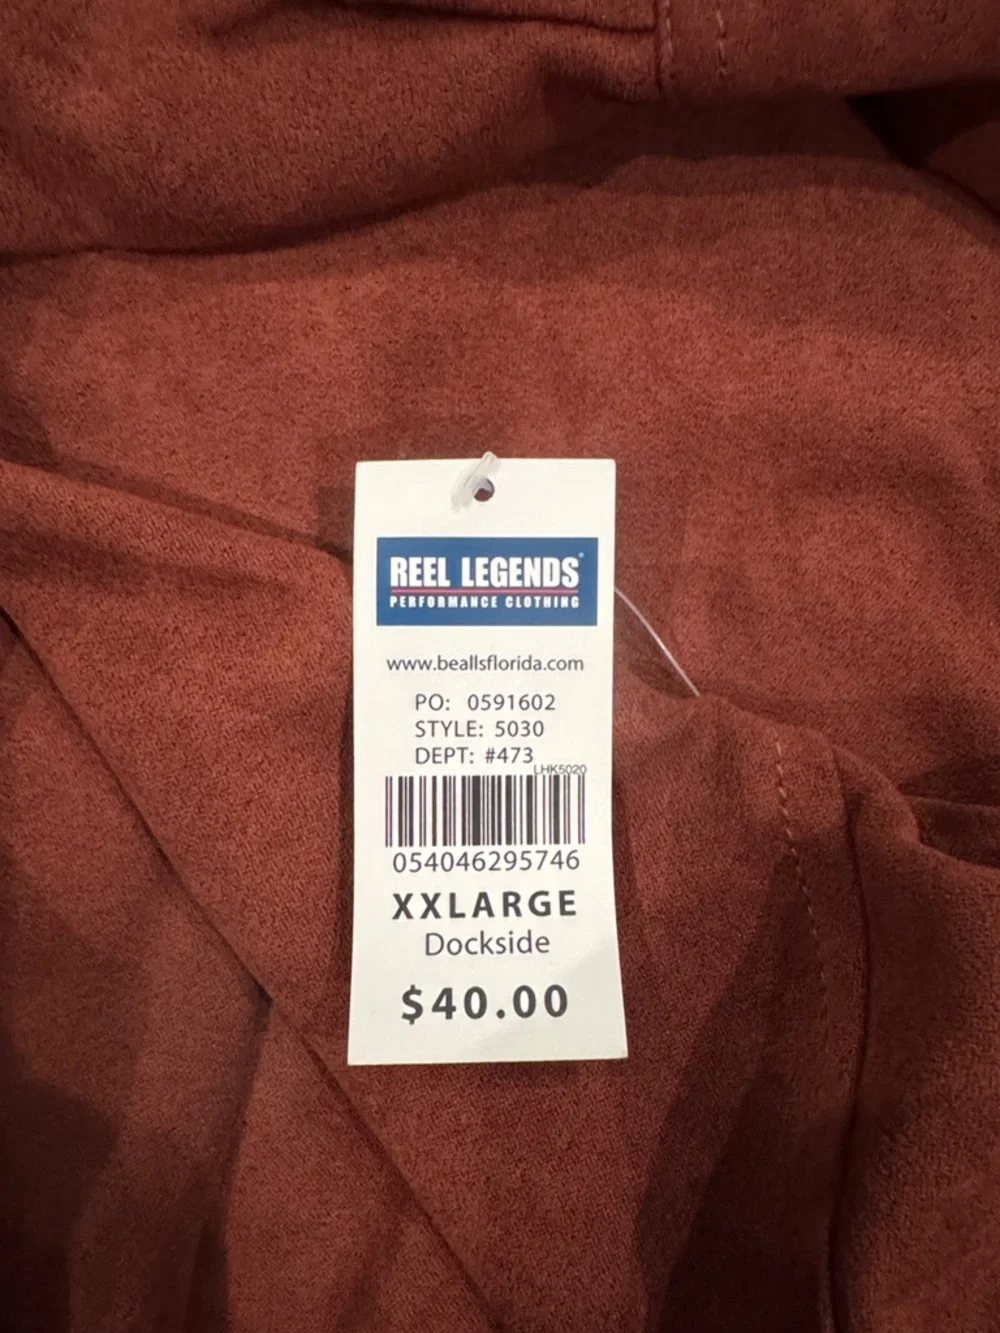 REEL LEGENDS®
PERFORMANCE CLOTHING
www.beallsflorida.com
PO: 0591602
STYLE: 5030
DEPT: #473
LHK5020
054046295746
XXLARGE
Dockside
$40.00